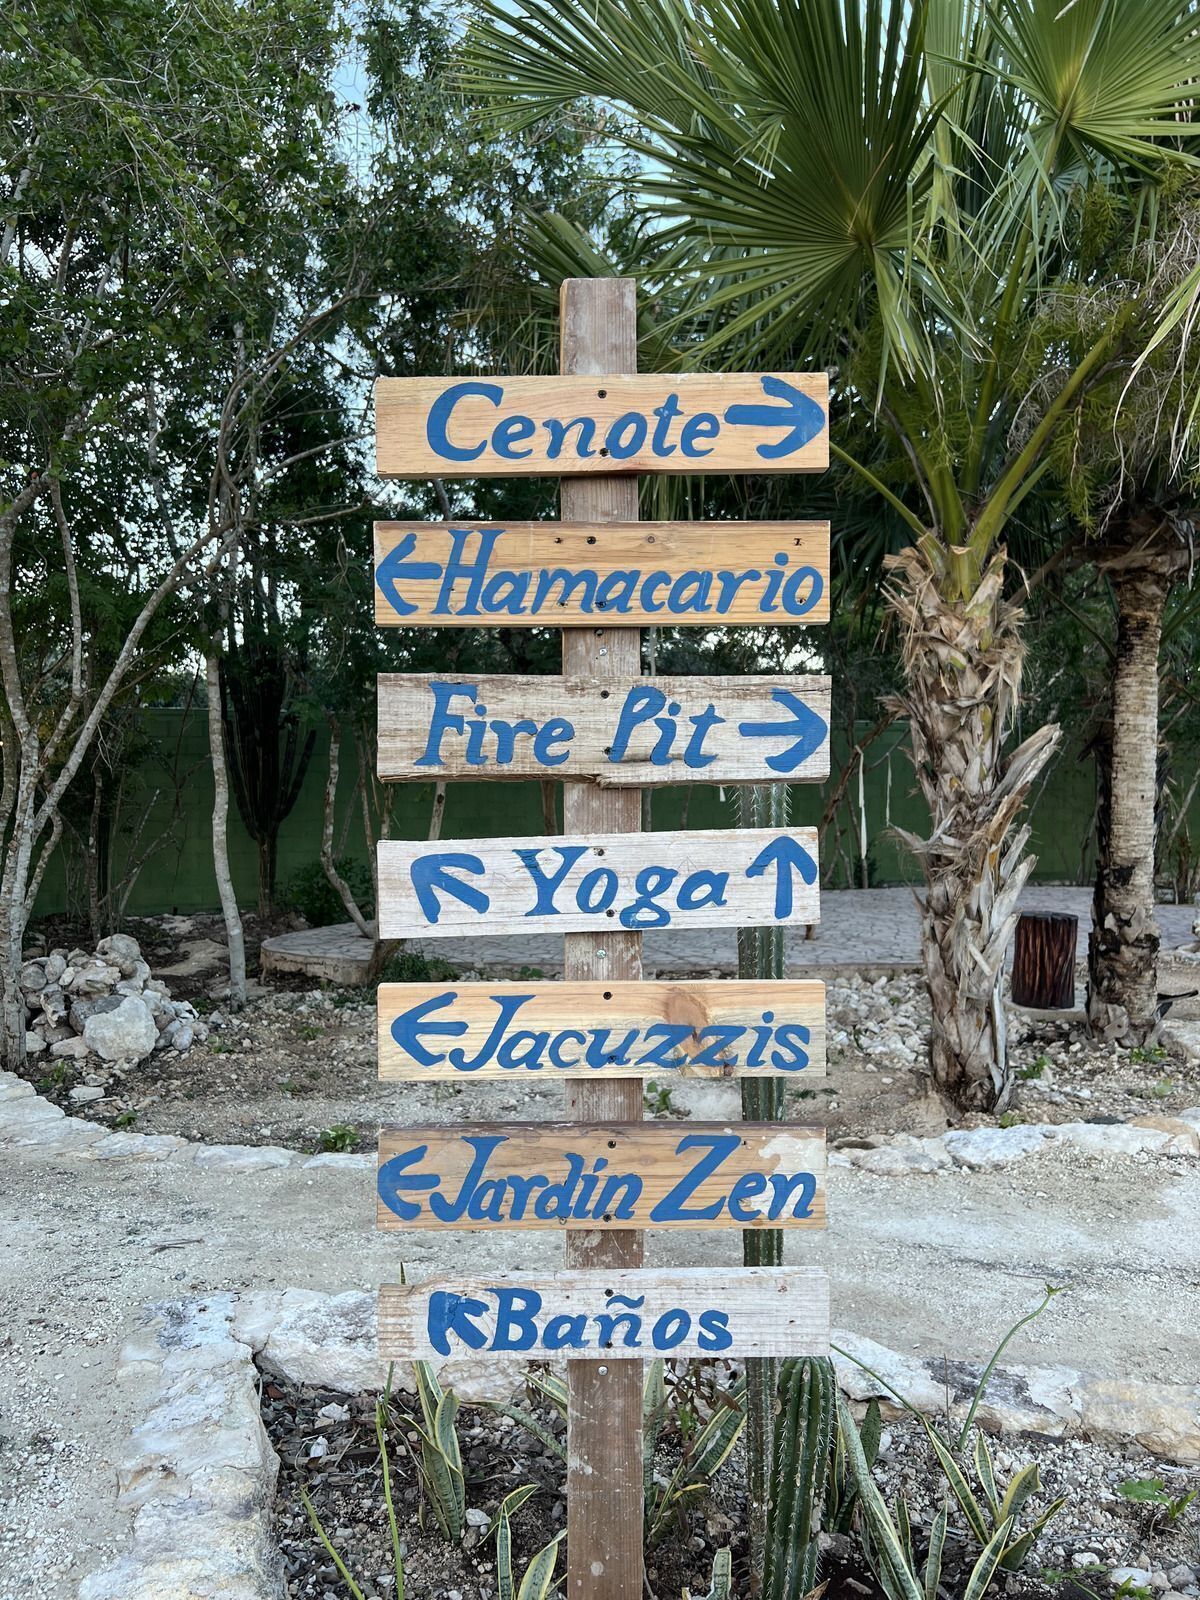 Cenote →
← Hamacario
Fire Pit →
↖ Yoga ↑
← Jacuzzis
← Jardín Zen
↖ Baños